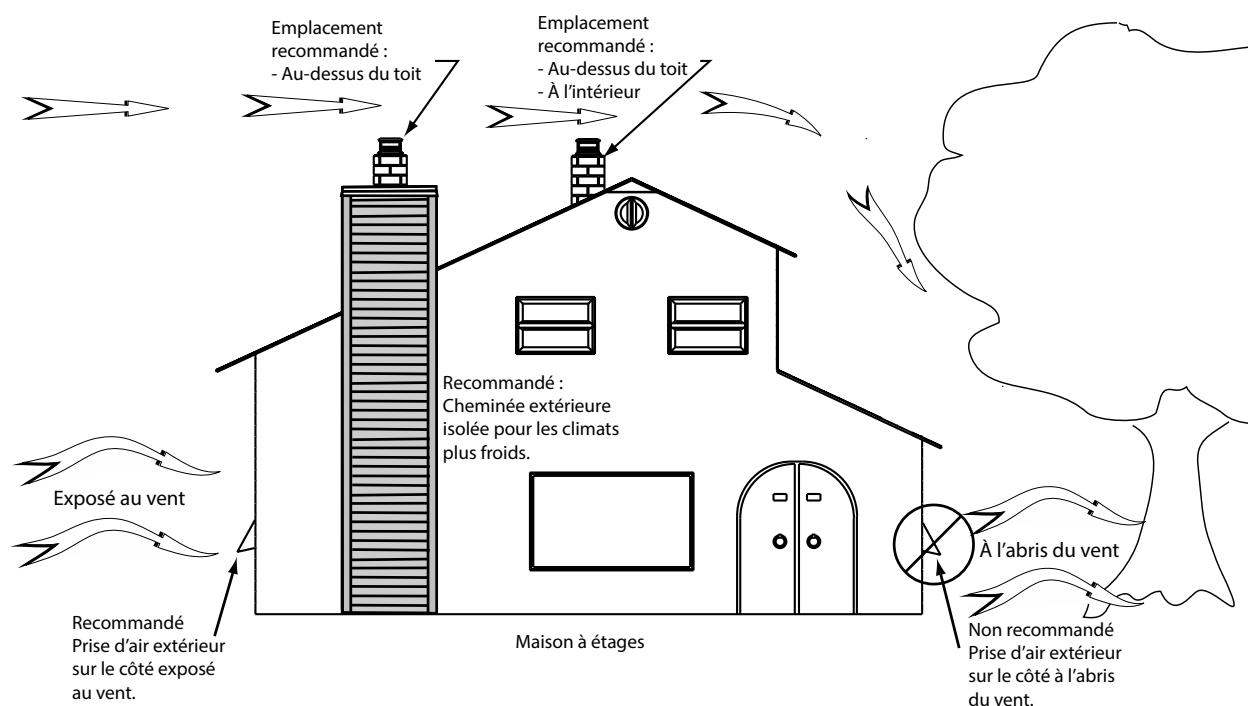 Emplacement
recommandé :
- Au-dessus du toit
Emplacement
recommandé :
- Au-dessus du toit
- À l'intérieur
Recommandé :
Cheminée extérieure
isolée pour les climats
plus froids.
Exposé au vent
À l'abris du vent
Recommandé
Prise d'air extérieur
sur le côté exposé
au vent.
Maison à étages
Non recommandé
Prise d'air extérieur
sur le côté à l'abris
du vent.